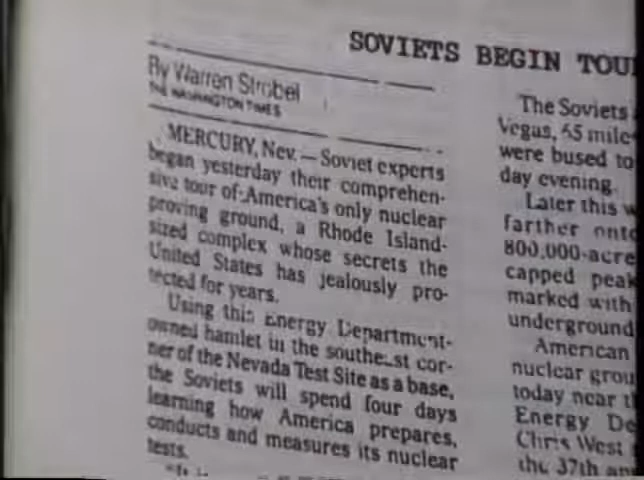 SOVIETS BEGIN TOU
By Warren Strobel
THE WASHINGTON TIMES
MERCURY, Nev. — Soviet experts
began yesterday their comprehen-
sive tour of America's only nuclear
proving ground, a Rhode Island-
sized complex whose secrets the
United States has jealously pro-
tected for years.
Using this Energy Department-
owned hamlet in the southeast cor-
ner of the Nevada Test Site as a base,
the Soviets will spend four days
learning how America prepares,
conducts and measures its nuclear
tests.
The Soviets
Vegas, 65 mile
were bused to
day evening.
Later this w
farther onto
800,000-acre
capped peak
marked with
underground
American
nuclear grou
today near th
Energy De
Chris West
the 37th an